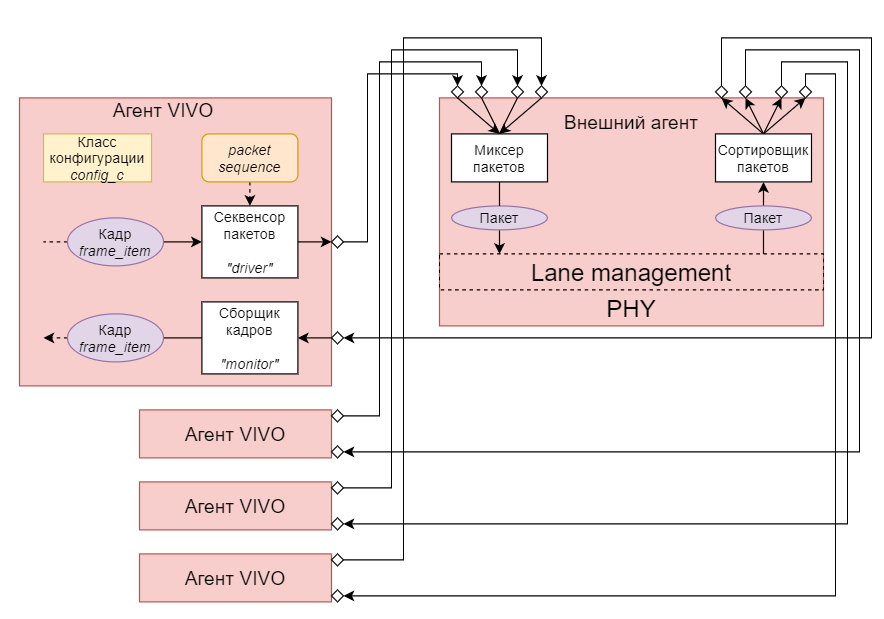 Агент VIVO
Класс
конфигурации
config_c
packet
sequence
Кадр
frame_item
Секвенсор
пакетов
"driver"
Кадр
frame_item
Сборщик
кадров
"monitor"
Агент VIVO
Агент VIVO
Агент VIVO
Внешний агент
Миксер
пакетов
Сортировщик
пакетов
Пакет
Пакет
Lane management
PHY